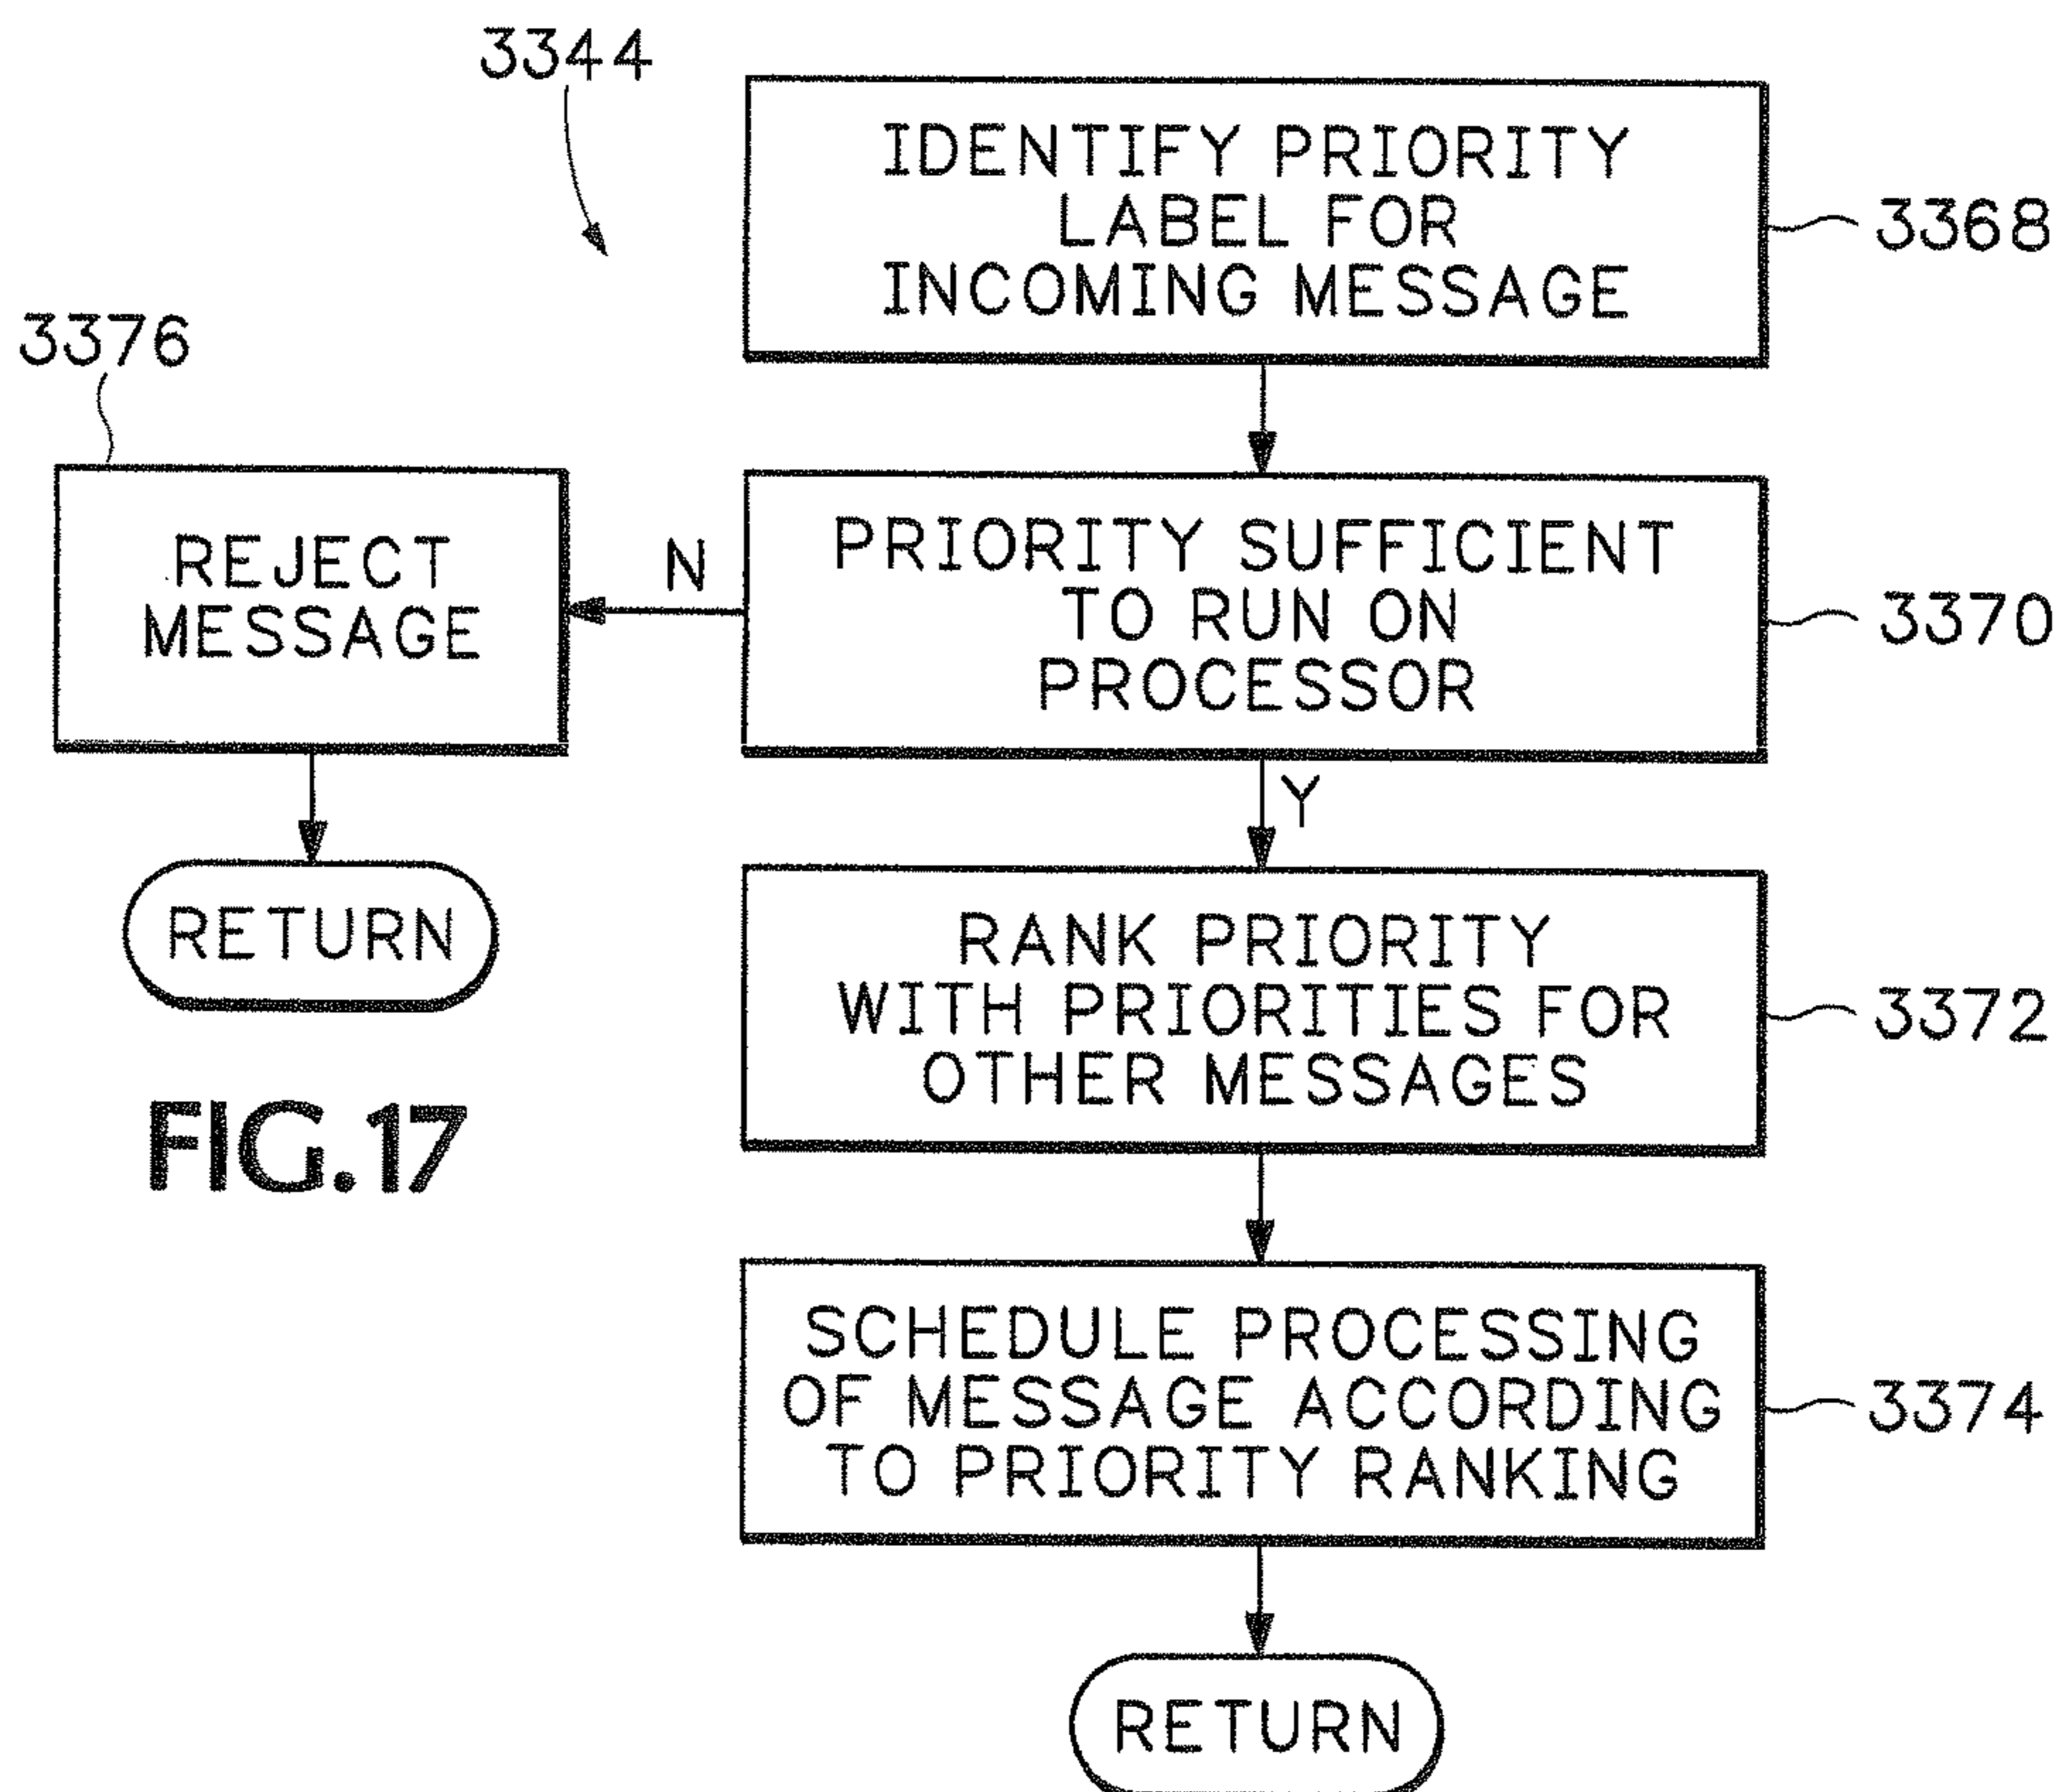 3344
IDENTIFY PRIORITY
LABEL FOR
INCOMING MESSAGE
3368
3376
REJECT
MESSAGE
N
PRIORITY SUFFICIENT
TO RUN ON
PROCESSOR
3370
Y
RETURN
RANK PRIORITY
WITH PRIORITIES FOR
OTHER MESSAGES
3372
FIG.17
SCHEDULE PROCESSING
OF MESSAGE ACCORDING
TO PRIORITY RANKING
3374
RETURN